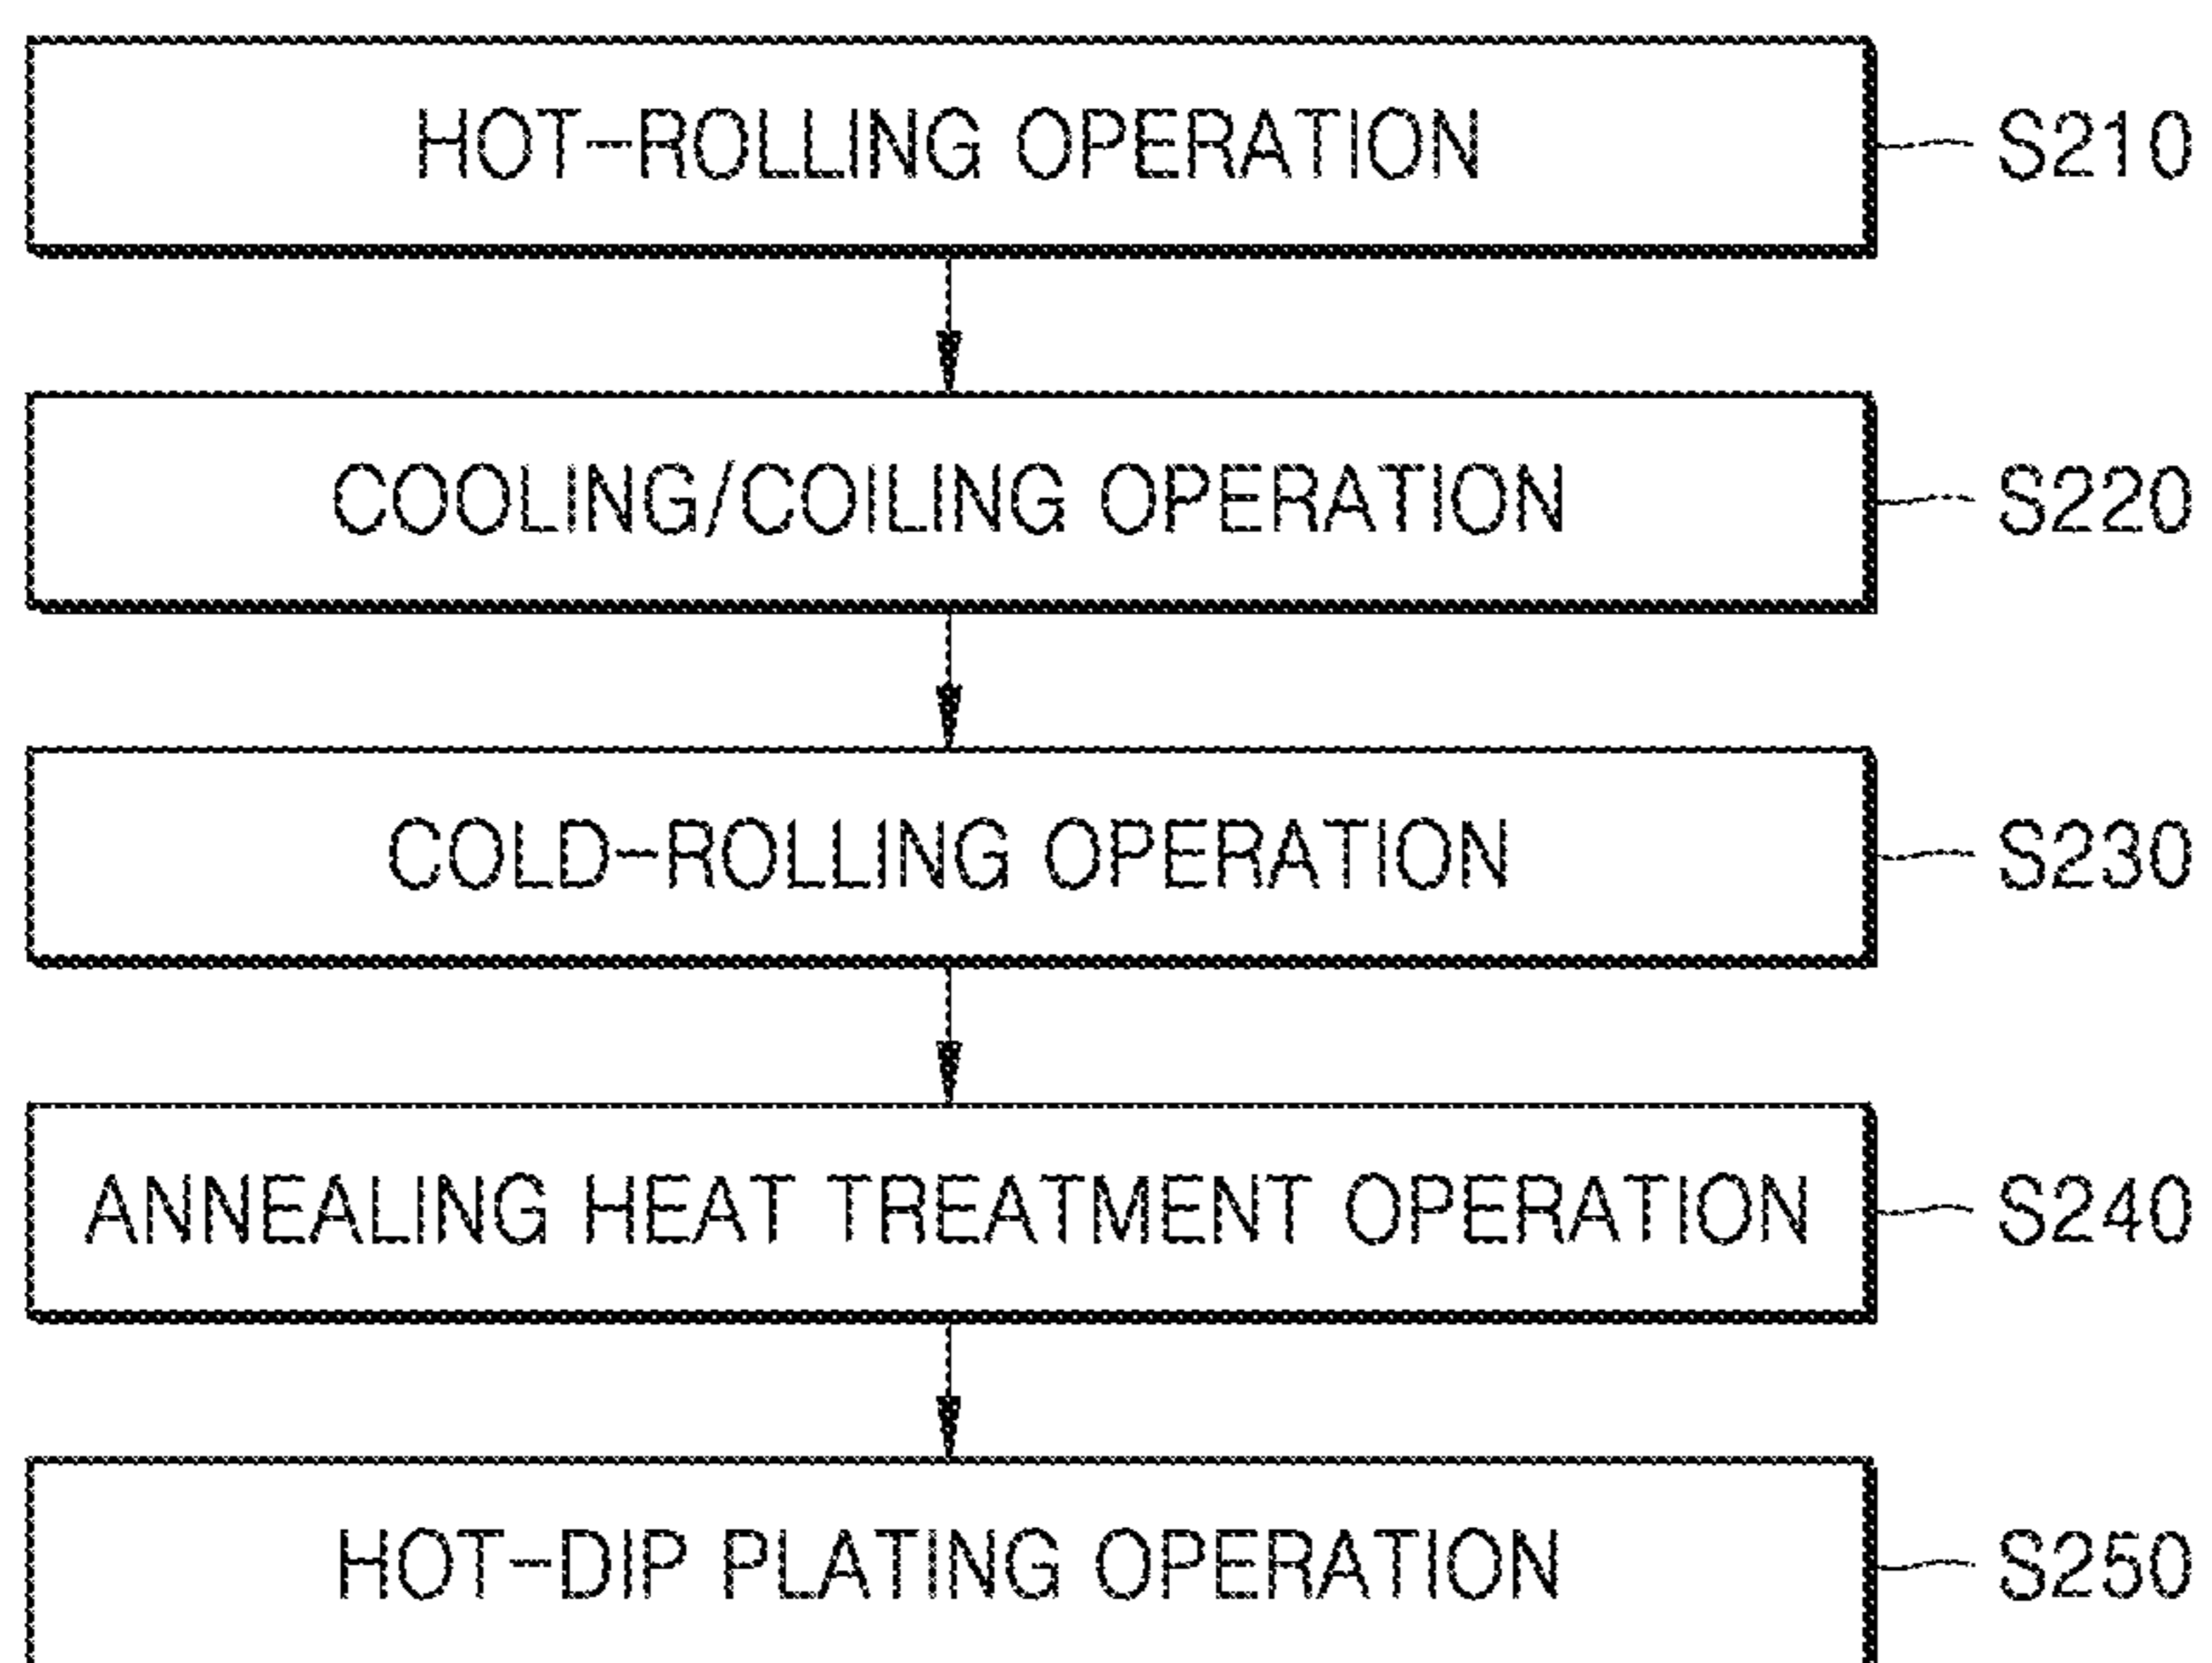 HOT-ROLLING OPERATION S210
COOLING/COILING OPERATION S220
COLD-ROLLING OPERATION S230
ANNEALING HEAT TREATMENT OPERATION S240
HOT-DIP PLATING OPERATION S250